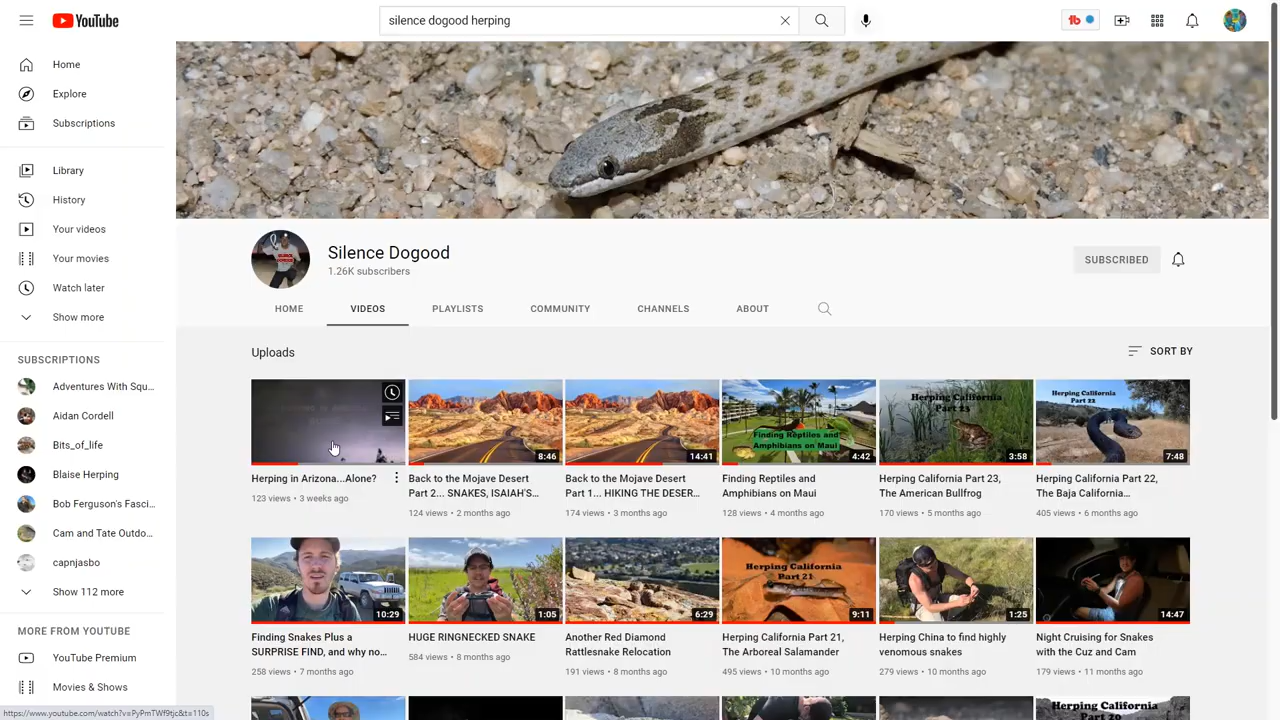 YouTube
silence dogood herping
tb
Home
Explore
Subscriptions
Library
History
Your videos
Your movies
Watch later
Show more
SUBSCRIPTIONS
Adventures With Squ...
Aidan Cordell
Bits_of_life
Blaise Herping
Bob Ferguson's Fasci...
Cam and Tate Outdo...
capnjasbo
Show 112 more
MORE FROM YOUTUBE
YouTube Premium
Movies & Shows
https://www.youtube.com/watch?v=PyPmTWf9tjc&t=110s
Silence Dogood
1.26K subscribers
SUBSCRIBED
HOME
VIDEOS
PLAYLISTS
COMMUNITY
CHANNELS
ABOUT
Uploads
SORT BY
Herping in Arizona...Alone?
123 views • 3 weeks ago
8:46
Back to the Mojave Desert
Part 2... SNAKES, ISAIAH'S...
124 views • 2 months ago
14:41
Back to the Mojave Desert
Part 1... HIKING THE DESER...
174 views • 3 months ago
Finding Reptiles and
Amphibians on Maui
4:42
Finding Reptiles and
Amphibians on Maui
128 views • 4 months ago
Herping California
Part 23
3:58
Herping California Part 23,
The American Bullfrog
170 views • 5 months ago
Herping California
Part 22
7:48
Herping California Part 22,
The Baja California...
405 views • 6 months ago
10:29
Finding Snakes Plus a
SURPRISE FIND, and why no...
258 views • 7 months ago
1:05
HUGE RINGNECKED SNAKE
584 views • 8 months ago
6:29
Another Red Diamond
Rattlesnake Relocation
191 views • 8 months ago
Herping California
Part 21
9:11
Herping California Part 21,
The Arboreal Salamander
495 views • 10 months ago
1:25
Herping China to find highly
venomous snakes
279 views • 10 months ago
14:47
Night Cruising for Snakes
with the Cuz and Cam
179 views • 11 months ago
Herping California